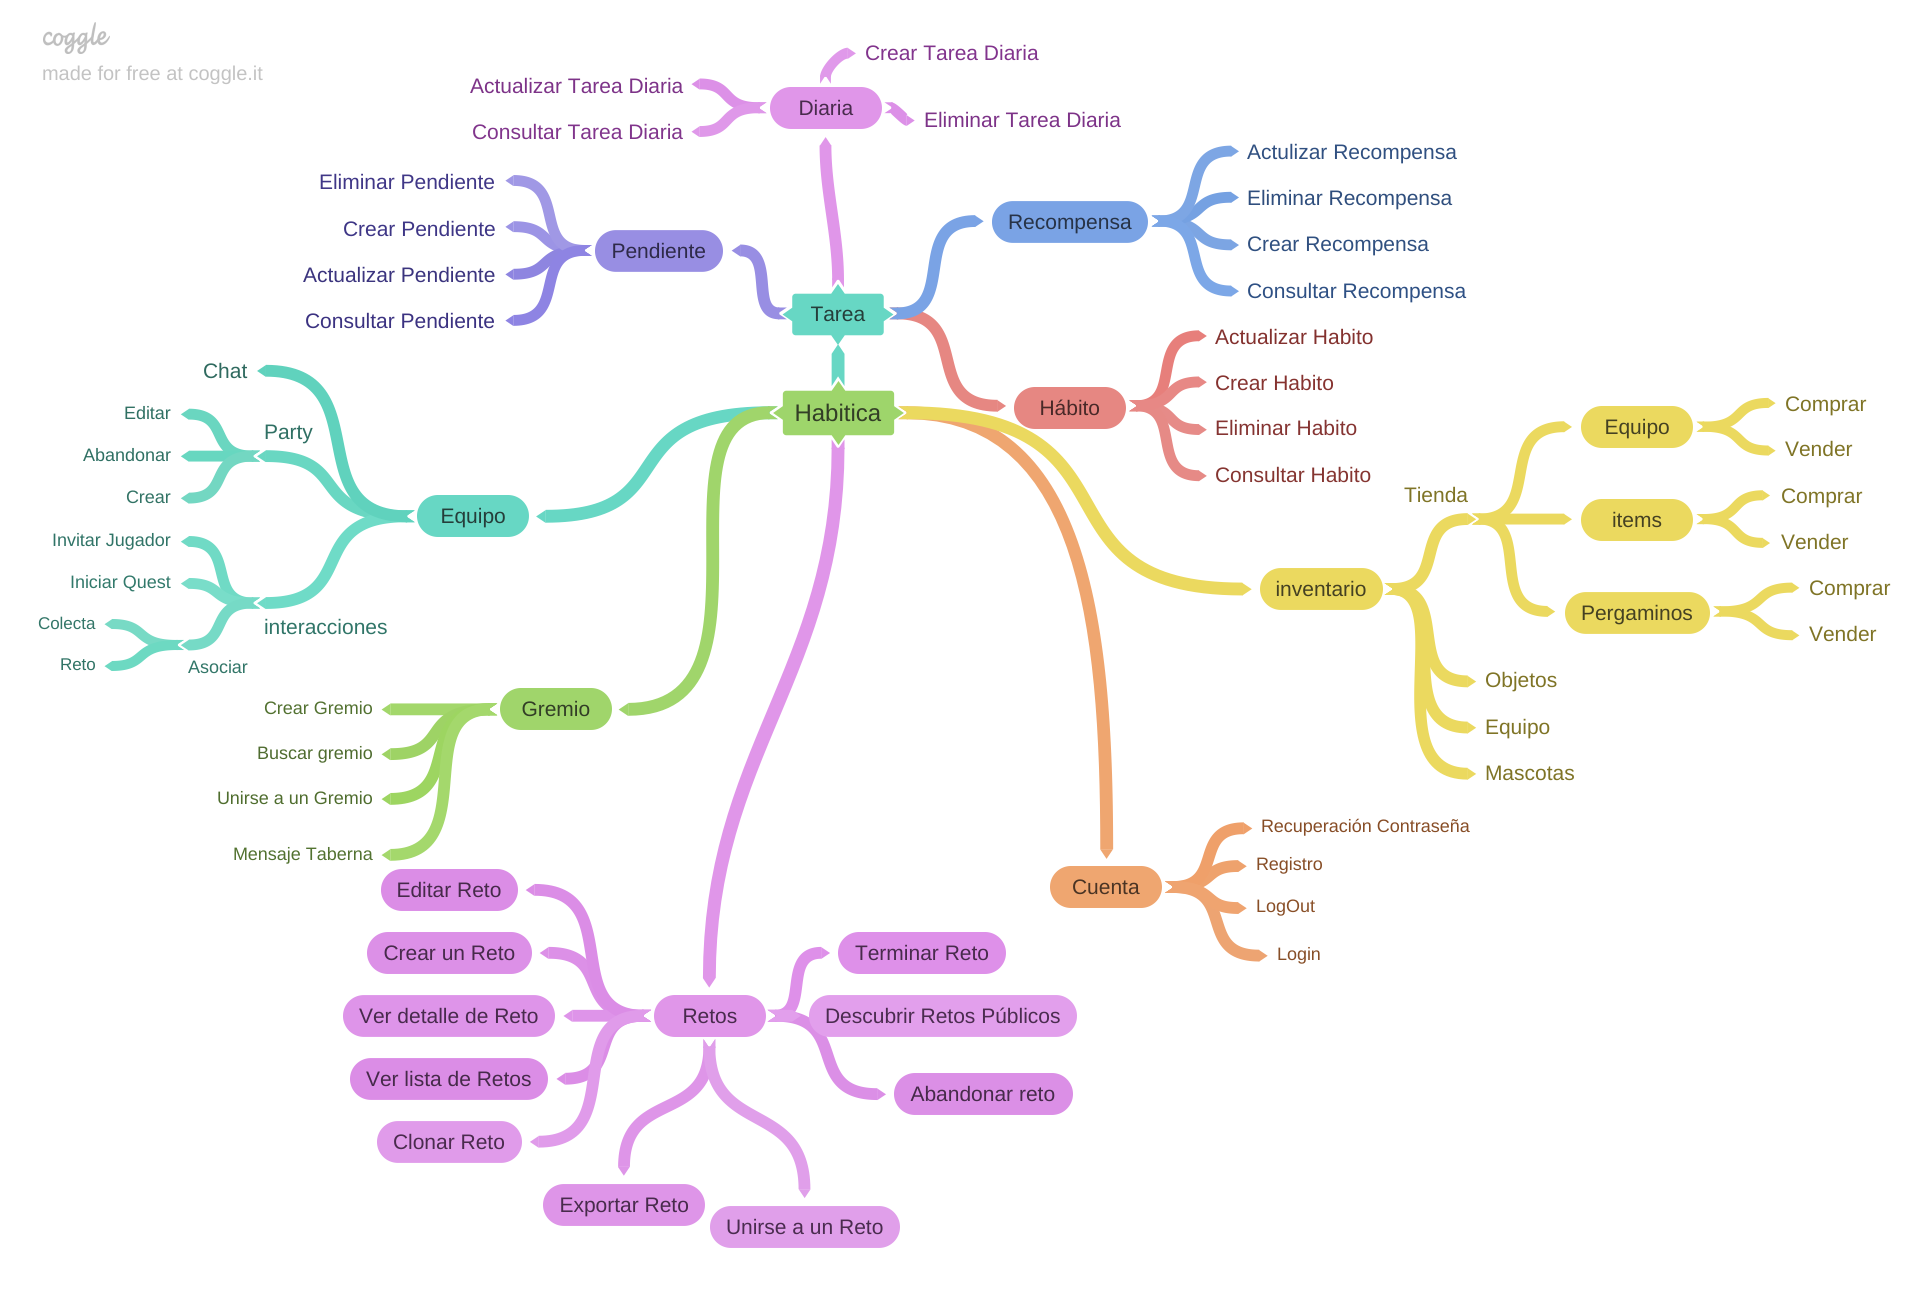 coggle
made for free at coggle.it
Habitica
Tarea
Diaria
Crear Tarea Diaria
Actualizar Tarea Diaria
Consultar Tarea Diaria
Eliminar Tarea Diaria
Pendiente
Eliminar Pendiente
Crear Pendiente
Actualizar Pendiente
Consultar Pendiente
Recompensa
Actulizar Recompensa
Eliminar Recompensa
Crear Recompensa
Consultar Recompensa
Hábito
Actualizar Habito
Crear Habito
Eliminar Habito
Consultar Habito
Equipo
Chat
Party
Editar
Abandonar
Crear
interacciones
Invitar Jugador
Iniciar Quest
Asociar
Colecta
Reto
Gremio
Crear Gremio
Buscar gremio
Unirse a un Gremio
Mensaje Taberna
inventario
Tienda
Equipo
Comprar
Vender
items
Comprar
Vender
Pergaminos
Comprar
Vender
Objetos
Equipo
Mascotas
Cuenta
Recuperación Contraseña
Registro
LogOut
Login
Retos
Editar Reto
Crear un Reto
Ver detalle de Reto
Ver lista de Retos
Clonar Reto
Terminar Reto
Descubrir Retos Públicos
Abandonar reto
Exportar Reto
Unirse a un Reto